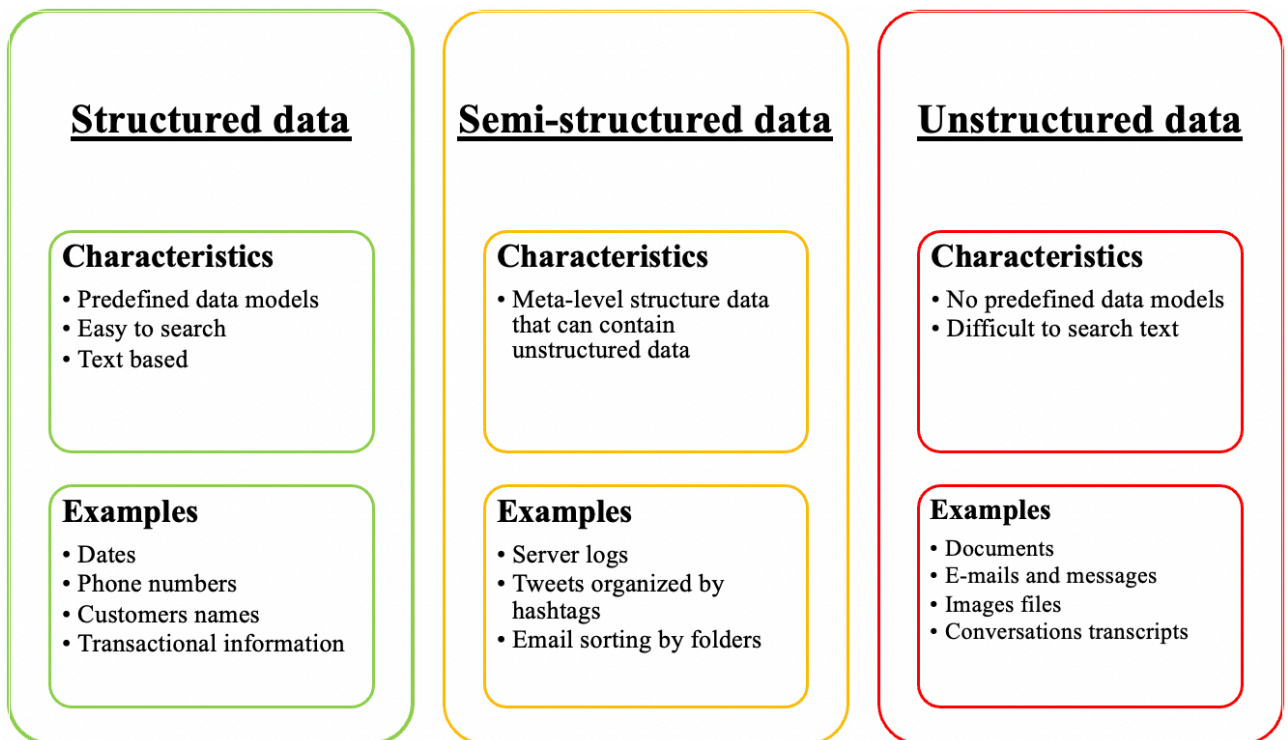 Structured data
Characteristics
• Predefined data models
• Easy to search
• Text based
Examples
• Dates
• Phone numbers
• Customers names
• Transactional information
Semi-structured data
Characteristics
• Meta-level structure data
that can contain
unstructured data
Examples
• Server logs
• Tweets organized by
hashtags
• Email sorting by folders
Unstructured data
Characteristics
• No predefined data models
• Difficult to search text
Examples
• Documents
• E-mails and messages
• Images files
• Conversations transcripts